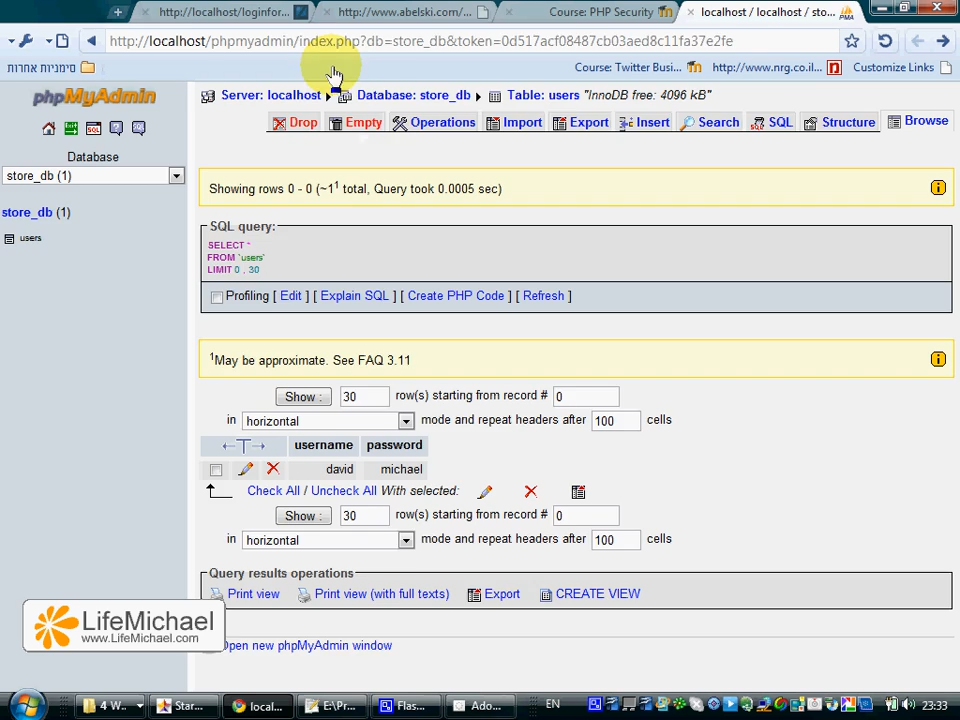 http://localhost/loginfor...
http://www.abelski.com/...
Course: PHP Security
localhost / localhost / sto...
http://localhost/phpmyadmin/index.php?db=store_db&token=0d517acf08487cb03aed8c11fa37e2fe
סימניות אחרות
Course: Twitter Busi...
http://www.nrg.co.il...
Customize Links
phpMyAdmin
Server: localhost
Database: store_db
Table: users "InnoDB free: 4096 kB"
Drop
Empty
Operations
Import
Export
Insert
Search
SQL
Structure
Browse
Database
store_db (1)
store_db (1)
users
Showing rows 0 - 0 (~1¹ total, Query took 0.0005 sec)
SQL query:
SELECT *
FROM `users`
LIMIT 0 , 30
Profiling [ Edit ] [ Explain SQL ] [ Create PHP Code ] [ Refresh ]
¹May be approximate. See FAQ 3.11
Show : 30 row(s) starting from record # 0
in horizontal mode and repeat headers after 100 cells
←T→ username password
david michael
Check All / Uncheck All With selected:
Show : 30 row(s) starting from record # 0
in horizontal mode and repeat headers after 100 cells
Query results operations
Print view
Print view (with full texts)
Export
CREATE VIEW
LifeMichael
www.LifeMichael.com
Open new phpMyAdmin window
4 W...
Star...
local...
E:\Pr...
Flas...
Ado...
EN
23:33